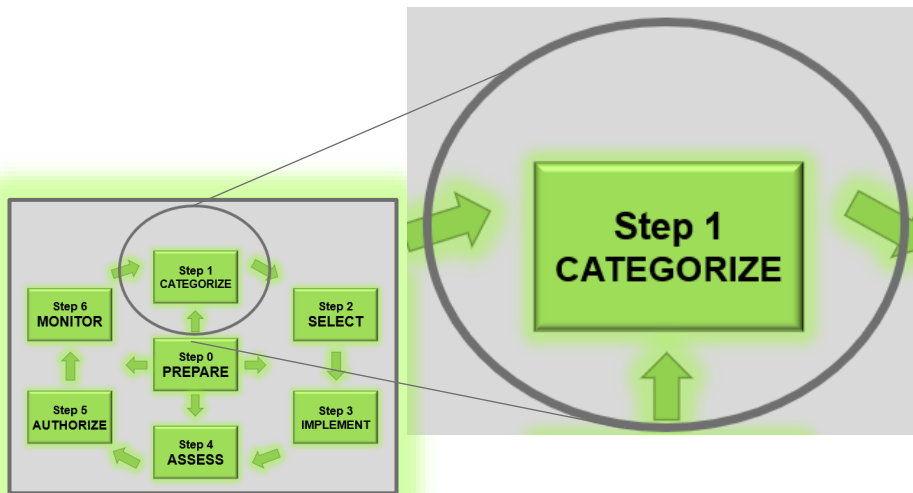 Step 1
CATEGORIZE
Step 6
MONITOR
Step 2
SELECT
Step 0
PREPARE
Step 5
AUTHORIZE
Step 3
IMPLEMENT
Step 4
ASSESS
Step 1
CATEGORIZE